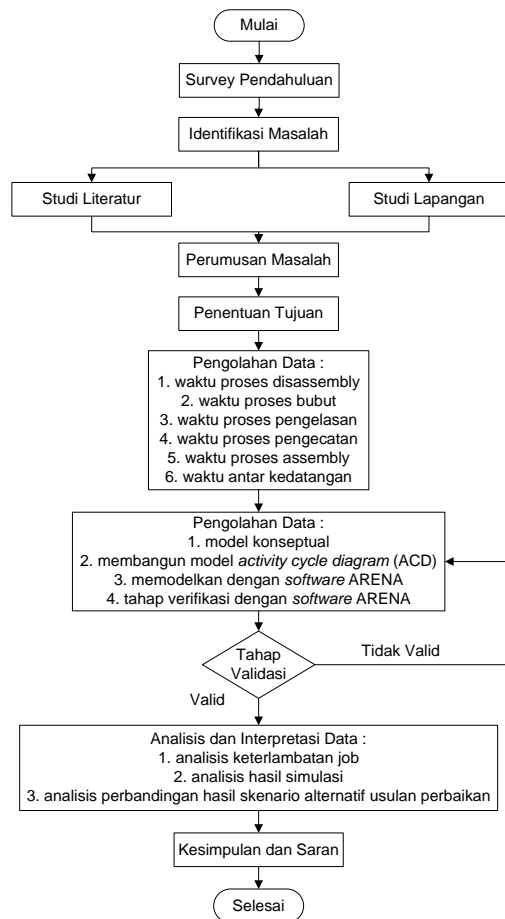 Mulai
Survey Pendahuluan
Identifikasi Masalah
Studi Literatur
Studi Lapangan
Perumusan Masalah
Penentuan Tujuan
Pengolahan Data :
1. waktu proses disassembly
2. waktu proses bubut
3. waktu proses pengelasan
4. waktu proses pengecatan
5. waktu proses assembly
6. waktu antar kedatangan
Pengolahan Data :
1. model konseptual
2. membangun model activity cycle diagram (ACD)
3. memodelkan dengan software ARENA
4. tahap verifikasi dengan software ARENA
Tahap
Validasi
Tidak Valid
Valid
Analisis dan Interpretasi Data :
1. analisis keterlambatan job
2. analisis hasil simulasi
3. analisis perbandingan hasil skenario alternatif usulan perbaikan
Kesimpulan dan Saran
Selesai